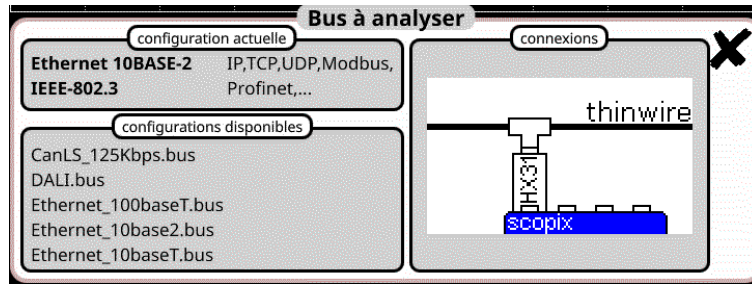 Bus à analyser
configuration actuelle
Ethernet 10BASE-2 IP,TCP,UDP,Modbus,
IEEE-802.3 Profinet,...
configurations disponibles
CanLS_125Kbps.bus
DALI.bus
Ethernet_100baseT.bus
Ethernet_10base2.bus
Ethernet_10baseT.bus
connexions
thinwire
HX31
scopix